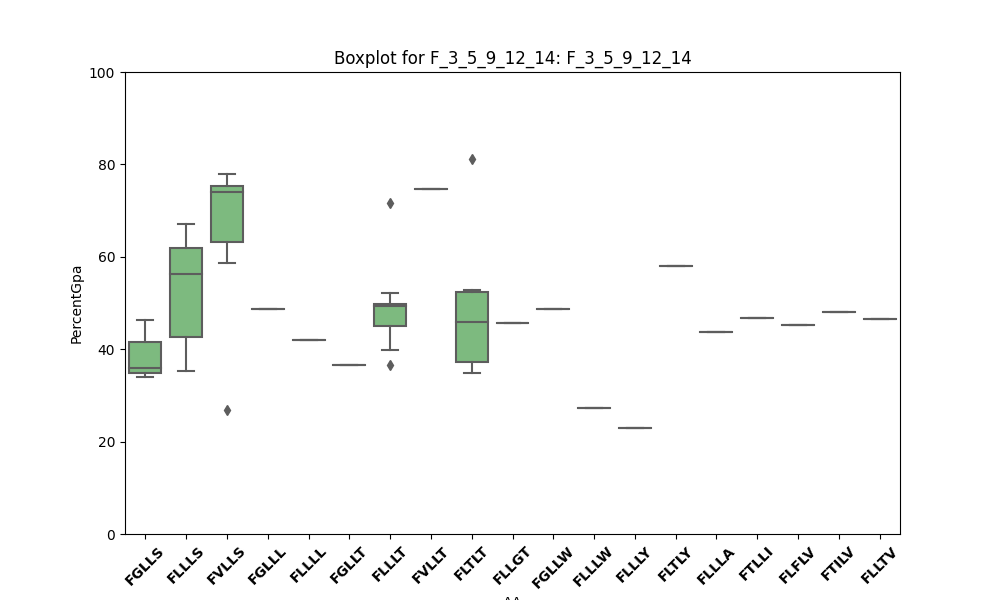 Boxplot for F_3_5_9_12_14: F_3_5_9_12_14
100
80
60
40
20
0
PercentGpa
FGLLS
FLLLS
FVLLS
FGLLL
FLLLL
FGLLT
FLLLT
FVLLT
FLTLT
FLLGT
FGLLW
FLLLW
FLLLY
FLTLY
FLLLA
FTLLI
FLFLV
FTILV
FLLTV